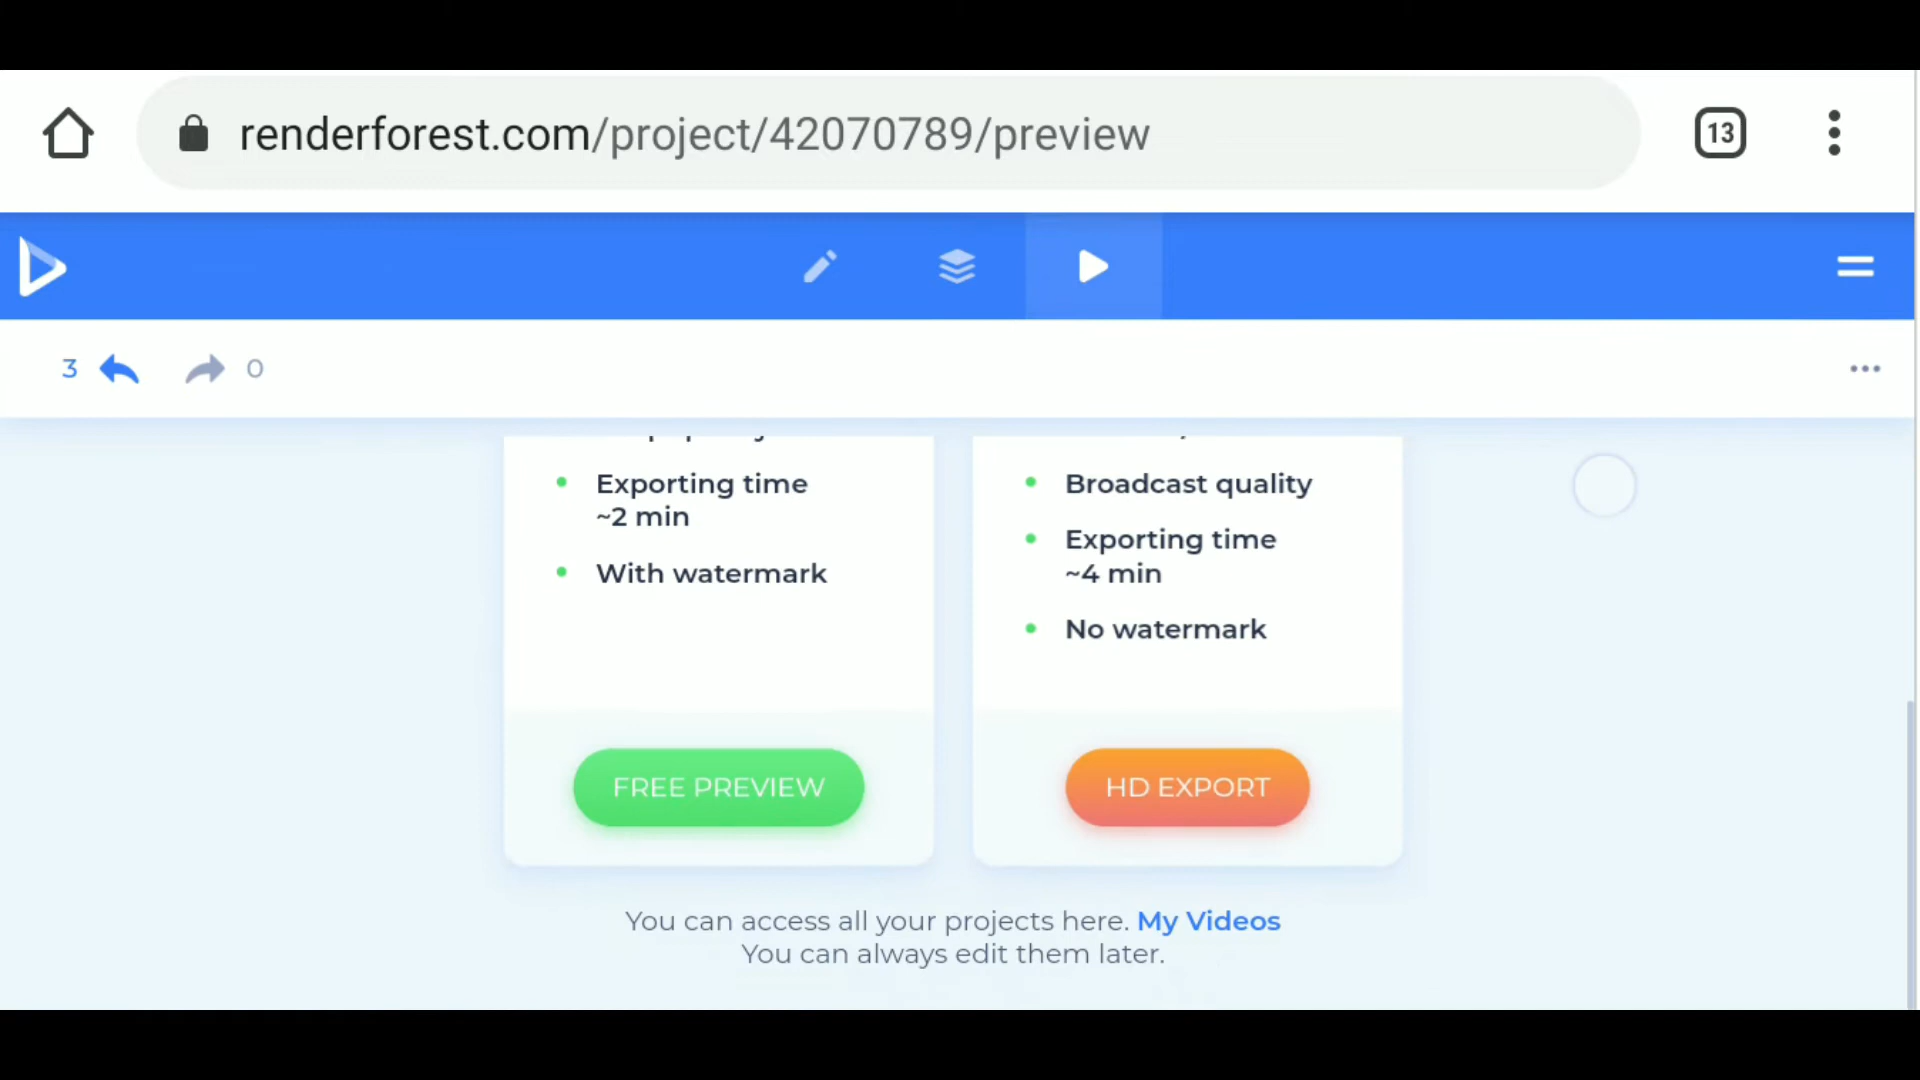 renderforest.com/project/42070789/preview
13
3
0
Exporting time
~2 min
With watermark
FREE PREVIEW
Broadcast quality
Exporting time
~4 min
No watermark
HD EXPORT
You can access all your projects here. My Videos
You can always edit them later.